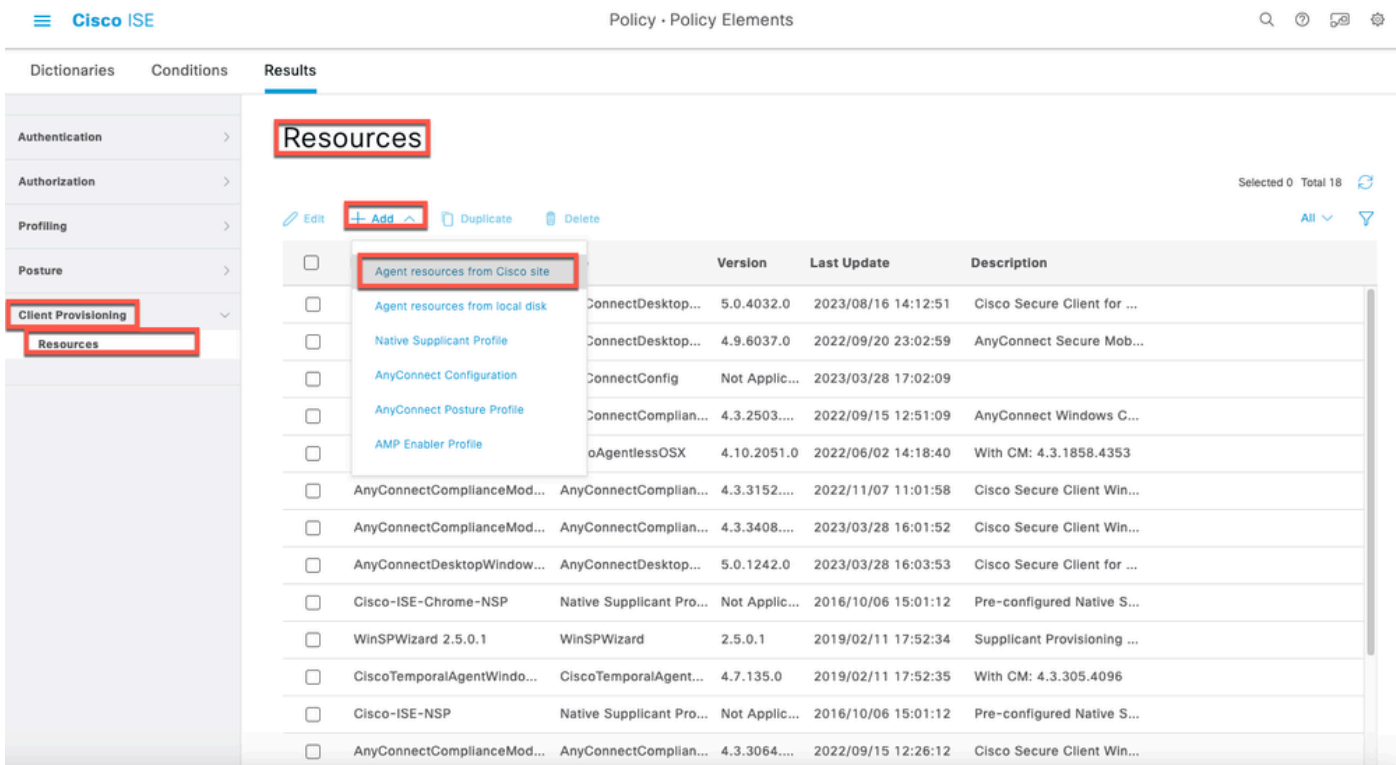 Cisco ISE
Policy · Policy Elements
Dictionaries Conditions Results
Authentication
Authorization
Profiling
Posture
Client Provisioning
Resources
Resources
Selected 0 Total 18
Edit Add Duplicate Delete All
Version Last Update Description
Agent resources from Cisco site
Agent resources from local disk
Native Supplicant Profile
AnyConnect Configuration
AnyConnect Posture Profile
AMP Enabler Profile
ConnectDesktop... 5.0.4032.0 2023/08/16 14:12:51 Cisco Secure Client for ...
ConnectDesktop... 4.9.6037.0 2022/09/20 23:02:59 AnyConnect Secure Mob...
ConnectConfig Not Applic... 2023/03/28 17:02:09
ConnectComplian... 4.3.2503.... 2022/09/15 12:51:09 AnyConnect Windows C...
oAgentlessOSX 4.10.2051.0 2022/06/02 14:18:40 With CM: 4.3.1858.4353
AnyConnectComplianceMod... AnyConnectComplian... 4.3.3152.... 2022/11/07 11:01:58 Cisco Secure Client Win...
AnyConnectComplianceMod... AnyConnectComplian... 4.3.3408.... 2023/03/28 16:01:52 Cisco Secure Client Win...
AnyConnectDesktopWindow... AnyConnectDesktop... 5.0.1242.0 2023/03/28 16:03:53 Cisco Secure Client for ...
Cisco-ISE-Chrome-NSP Native Supplicant Pro... Not Applic... 2016/10/06 15:01:12 Pre-configured Native S...
WinSPWizard 2.5.0.1 WinSPWizard 2.5.0.1 2019/02/11 17:52:34 Supplicant Provisioning ...
CiscoTemporalAgentWindo... CiscoTemporalAgent... 4.7.135.0 2019/02/11 17:52:35 With CM: 4.3.305.4096
Cisco-ISE-NSP Native Supplicant Pro... Not Applic... 2016/10/06 15:01:12 Pre-configured Native S...
AnyConnectComplianceMod... AnyConnectComplian... 4.3.3064.... 2022/09/15 12:26:12 Cisco Secure Client Win...